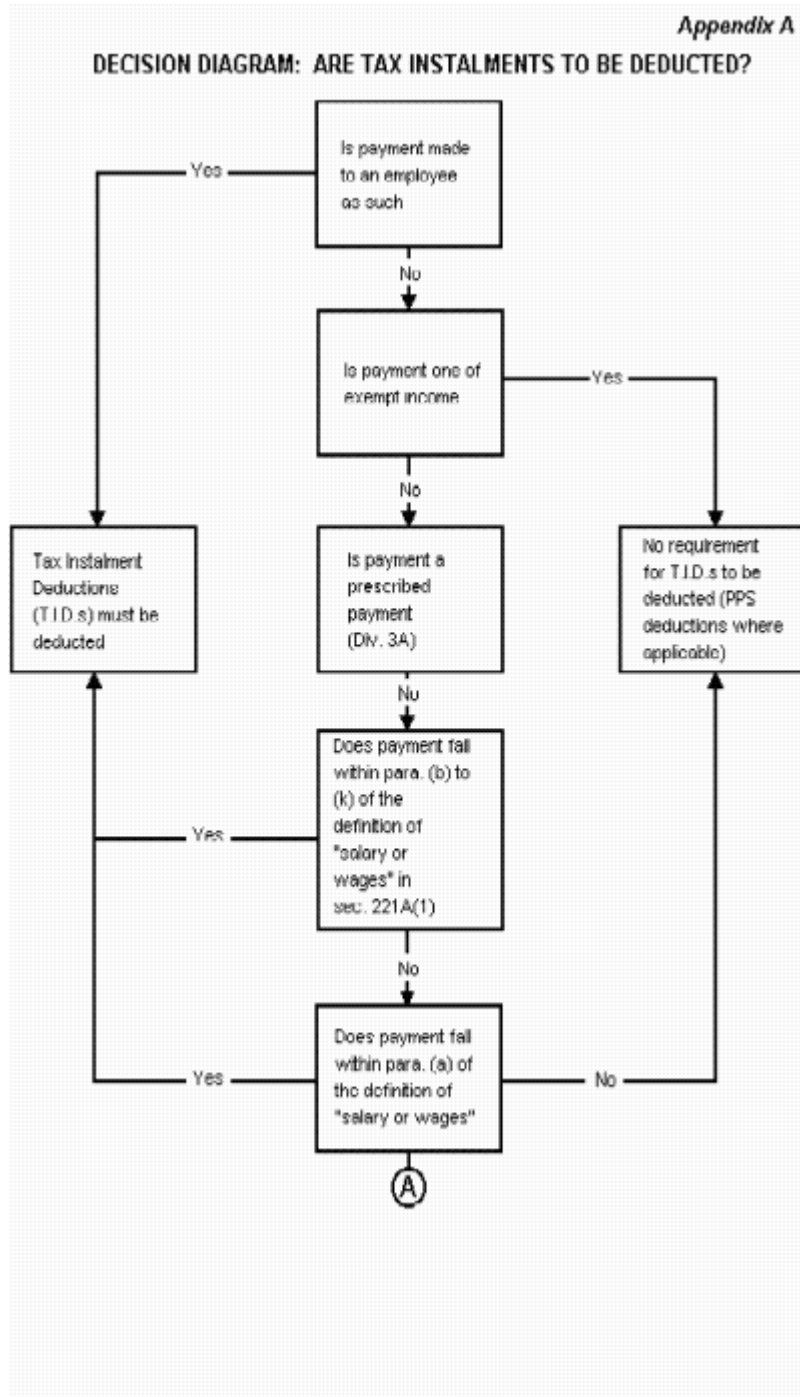 Appendix A
DECISION DIAGRAM: ARE TAX INSTALMENTS TO BE DEDUCTED?
Is payment made
to an employee
as such
Yes
No
Is payment one of
exempt income
Yes
No
Tax Instalment
Deductions
(T.I.D.s) must be
deducted
Is payment a
prescribed
payment
(Div. 3A)
No requirement
for T.I.D.s to be
deducted (PPS
deductions where
applicable)
No
Does payment fall
within para. (b) to
(k) of the
definition of
"salary or
wages" in
sec. 221A(1)
Yes
No
Does payment fall
within para. (a) of
the definition of
"salary or wages"
Yes
No
A